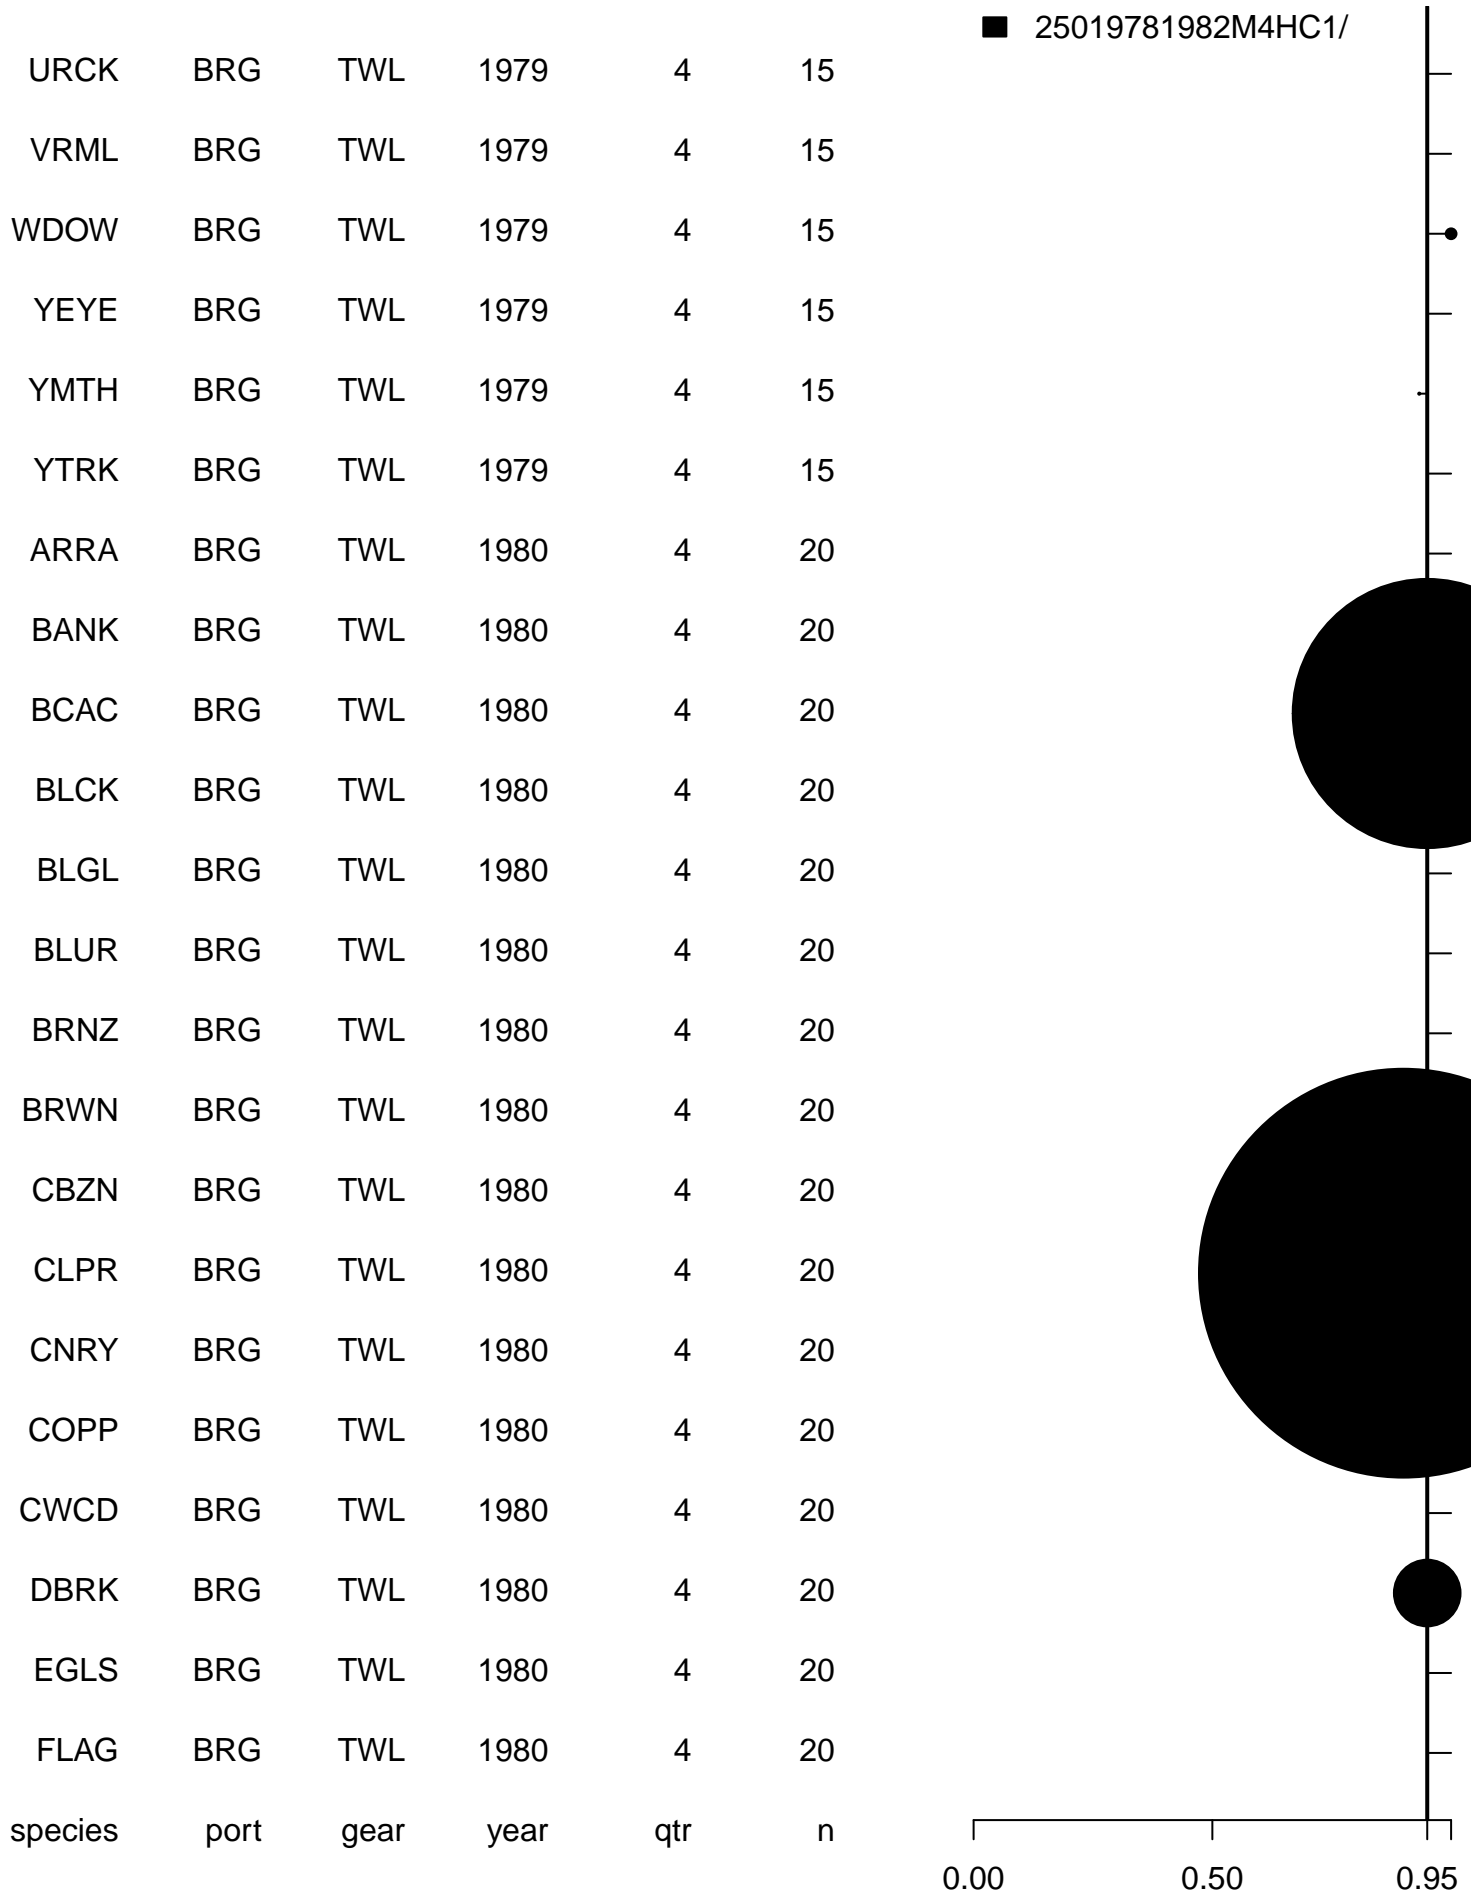 25019781982M4HC1/
URCK BRG TWL 1979 4 15
VRML BRG TWL 1979 4 15
WDOW BRG TWL 1979 4 15
YEYE BRG TWL 1979 4 15
YMTH BRG TWL 1979 4 15
YTRK BRG TWL 1979 4 15
ARRA BRG TWL 1980 4 20
BANK BRG TWL 1980 4 20
BCAC BRG TWL 1980 4 20
BLCK BRG TWL 1980 4 20
BLGL BRG TWL 1980 4 20
BLUR BRG TWL 1980 4 20
BRNZ BRG TWL 1980 4 20
BRWN BRG TWL 1980 4 20
CBZN BRG TWL 1980 4 20
CLPR BRG TWL 1980 4 20
CNRY BRG TWL 1980 4 20
COPP BRG TWL 1980 4 20
CWCD BRG TWL 1980 4 20
DBRK BRG TWL 1980 4 20
EGLS BRG TWL 1980 4 20
FLAG BRG TWL 1980 4 20
species port gear year qtr n
0.00 0.50 0.95